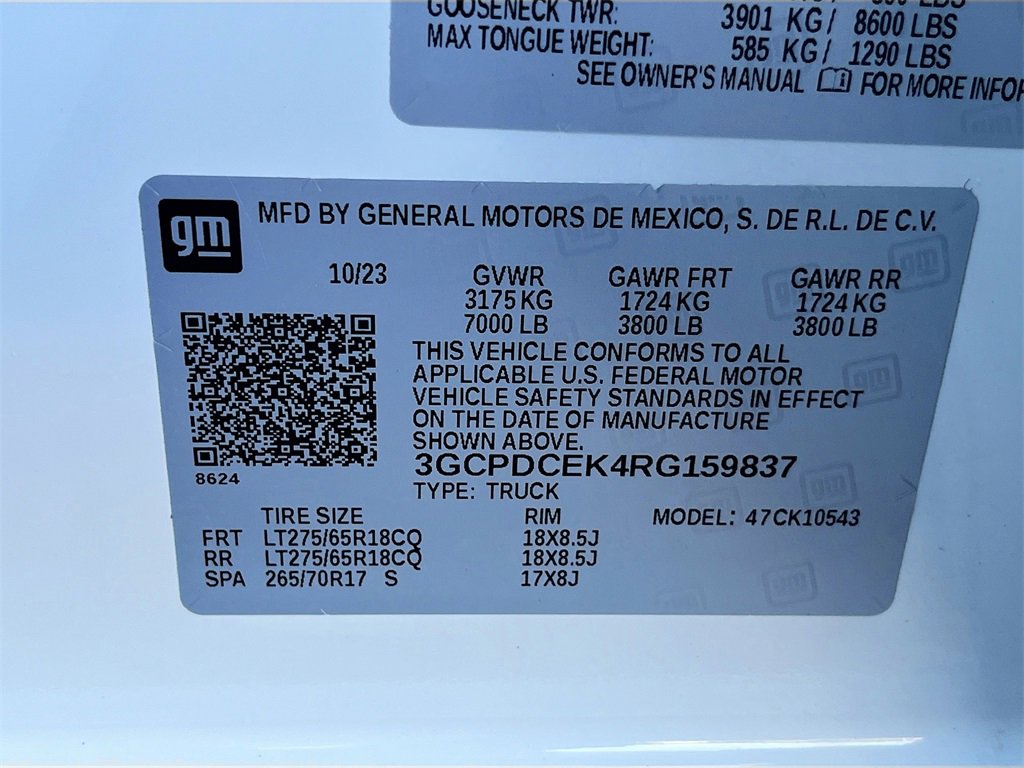 GOOSENECK TWR: 3901 KG/ 8600 LBS
MAX TONGUE WEIGHT: 585 KG/ 1290 LBS
SEE OWNER'S MANUAL FOR MORE
gm
MFD BY GENERAL MOTORS DE MEXICO, S. DE R.L. DE C.V.
10/23 GVWR GAWR FRT GAWR RR
3175 KG 1724 KG 1724 KG
7000 LB 3800 LB 3800 LB
THIS VEHICLE CONFORMS TO ALL
APPLICABLE U.S. FEDERAL MOTOR
VEHICLE SAFETY STANDARDS IN EFFECT
ON THE DATE OF MANUFACTURE
SHOWN ABOVE.
3GCPDCEK4RG159837
8624
TYPE: TRUCK
TIRE SIZE RIM MODEL: 47CK10543
FRT LT275/65R18CQ 18X8.5J
RR LT275/65R18CQ 18X8.5J
SPA 265/70R17 S 17X8J